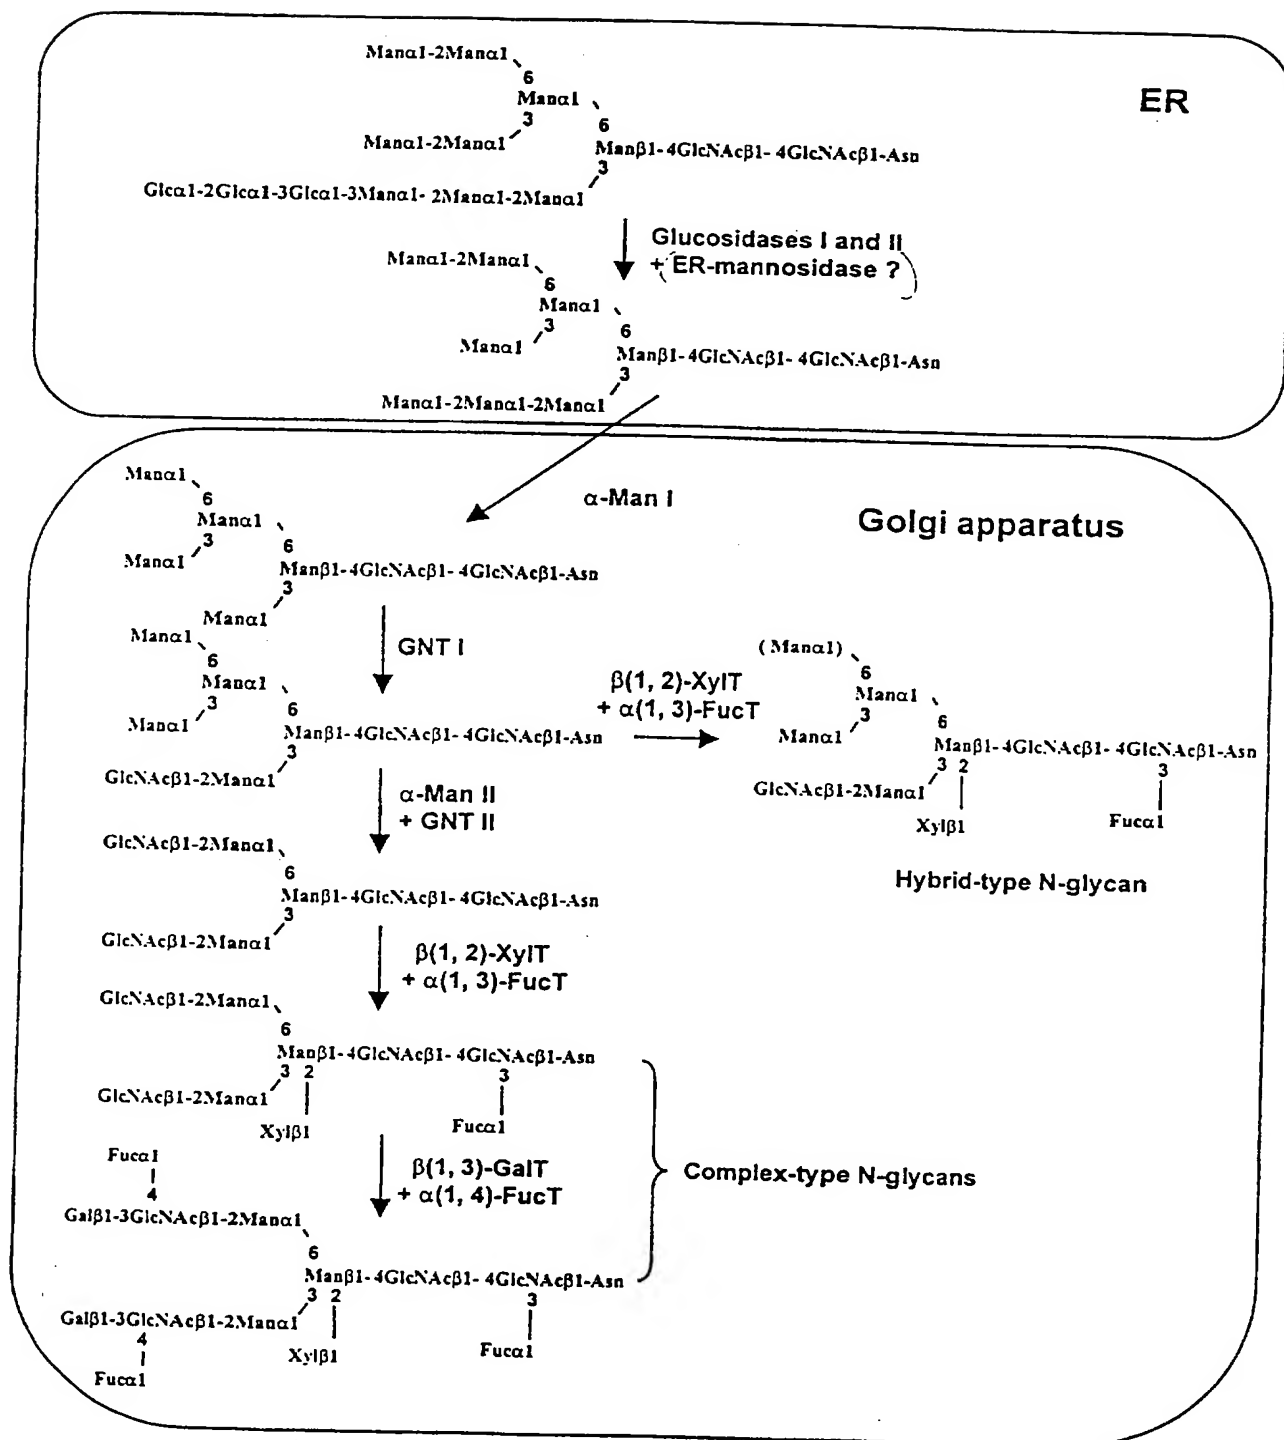 Manα1-2Manα1
6
Manα1
ER
3
6
Manα1-2Manα1
Manβ1-4GlcNAcβ1-4GlcNAcβ1-Asn
3
Glcα1-2Glcα1-3Glcα1-3Manα1-2Manα1-2Manα1
Glucosidases I and II
+ ER-mannosidase ?
Manα1-2Manα1
6
Manα1
3
6
Manα1
Manβ1-4GlcNAcβ1-4GlcNAcβ1-Asn
3
Manα1-2Manα1-2Manα1
α-Man I
Golgi apparatus
Manα1
6
Manα1
3
6
Manα1
Manβ1-4GlcNAcβ1-4GlcNAcβ1-Asn
3
Manα1
GNT I
Manα1
6
Manα1
3
6
Manα1
Manβ1-4GlcNAcβ1-4GlcNAcβ1-Asn
3
GlcNAcβ1-2Manα1
β(1, 2)-XylT
+ α(1, 3)-FucT
(Manα1)
6
Manα1
3
6
Manα1
Manβ1-4GlcNAcβ1-4GlcNAcβ1-Asn
3 2
3
GlcNAcβ1-2Manα1
Xylβ1
Fucα1
Hybrid-type N-glycan
α-Man II
+ GNT II
GlcNAcβ1-2Manα1
6
Manβ1-4GlcNAcβ1-4GlcNAcβ1-Asn
3
GlcNAcβ1-2Manα1
β(1, 2)-XylT
+ α(1, 3)-FucT
GlcNAcβ1-2Manα1
6
Manβ1-4GlcNAcβ1-4GlcNAcβ1-Asn
3 2
3
GlcNAcβ1-2Manα1
Xylβ1
Fucα1
β(1, 3)-GalT
+ α(1, 4)-FucT
Complex-type N-glycans
Fucα1
4
Galβ1-3GlcNAcβ1-2Manα1
6
Manβ1-4GlcNAcβ1-4GlcNAcβ1-Asn
3 2
3
Galβ1-3GlcNAcβ1-2Manα1
4
Xylβ1
Fucα1
Fucα1